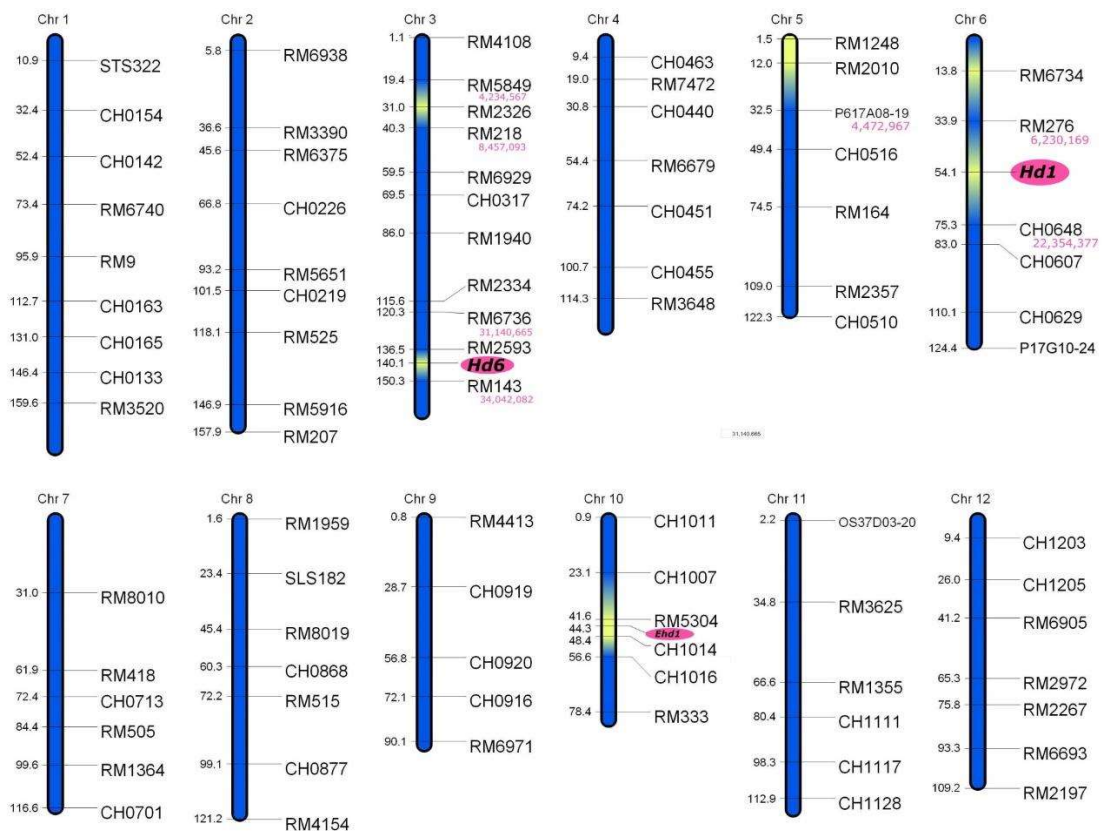 Chr 1
10.9 STS322
32.4 CH0154
52.4 CH0142
73.4 RM6740
95.9 RM9
112.7 CH0163
131.0 CH0165
146.4 CH0133
159.6 RM3520
Chr 2
5.8 RM6938
36.6 RM3390
45.6 RM6375
66.8 CH0226
93.2 RM5651
101.5 CH0219
118.1 RM525
146.9 RM5916
157.9 RM207
Chr 3
1.1 RM4108
19.4 RM5849
4,234,567
31.0 RM2326
40.3 RM218
8,457,093
59.5 RM6929
69.5 CH0317
86.0 RM1940
115.6 RM2334
120.3 RM6736
31,140,665
136.5 RM2593
140.1 Hd6
150.3 RM143
34,042,082
Chr 4
9.4 CH0463
19.0 RM7472
30.8 CH0440
54.4 RM6679
74.2 CH0451
100.7 CH0455
114.3 RM3648
Chr 5
1.5 RM1248
12.0 RM2010
32.5 P617A08-19
4,472,967
49.4 CH0516
74.5 RM164
109.0 RM2357
122.3 CH0510
Chr 6
13.8 RM6734
33.9 RM276
6,230,169
54.1 Hd1
75.3 CH0648
22,354,377
83.0 CH0607
110.1 CH0629
124.4 P17G10-24
31,140,665
Chr 7
31.0 RM8010
61.9 RM418
72.4 CH0713
84.4 RM505
99.6 RM1364
116.6 CH0701
Chr 8
1.6 RM1959
23.4 SLS182
45.4 RM8019
60.3 CH0868
72.2 RM515
99.1 CH0877
121.2 RM4154
Chr 9
0.8 RM4413
28.7 CH0919
56.8 CH0920
72.1 CH0916
90.1 RM6971
Chr 10
0.9 CH1011
23.1 CH1007
41.6 RM5304
44.3 Ehd1
48.4 CH1014
56.6 CH1016
78.4 RM333
Chr 11
2.2 OS37D03-20
34.8 RM3625
66.6 RM1355
80.4 CH1111
98.3 CH1117
112.9 CH1128
Chr 12
9.4 CH1203
26.0 CH1205
41.2 RM6905
65.3 RM2972
75.8 RM2267
93.3 RM6693
109.2 RM2197